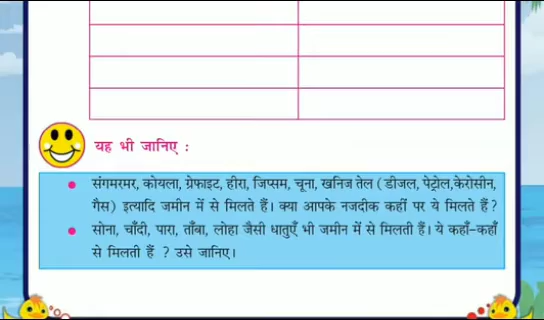 यह भी जानिए :
संगमरमर, कोयला, ग्रेफाइट, हीरा, जिप्सम, चूना, खनिज तेल (डीजल, पेट्रोल,केरोसीन,
गैस) इत्यादि जमीन में से मिलते हैं। क्या आपके नजदीक कहीं पर ये मिलते हैं ?
सोना, चाँदी, पारा, ताँबा, लोहा जैसी धातुएँ भी जमीन में से मिलती हैं। ये कहाँ-कहाँ
से मिलती हैं ? उसे जानिए।